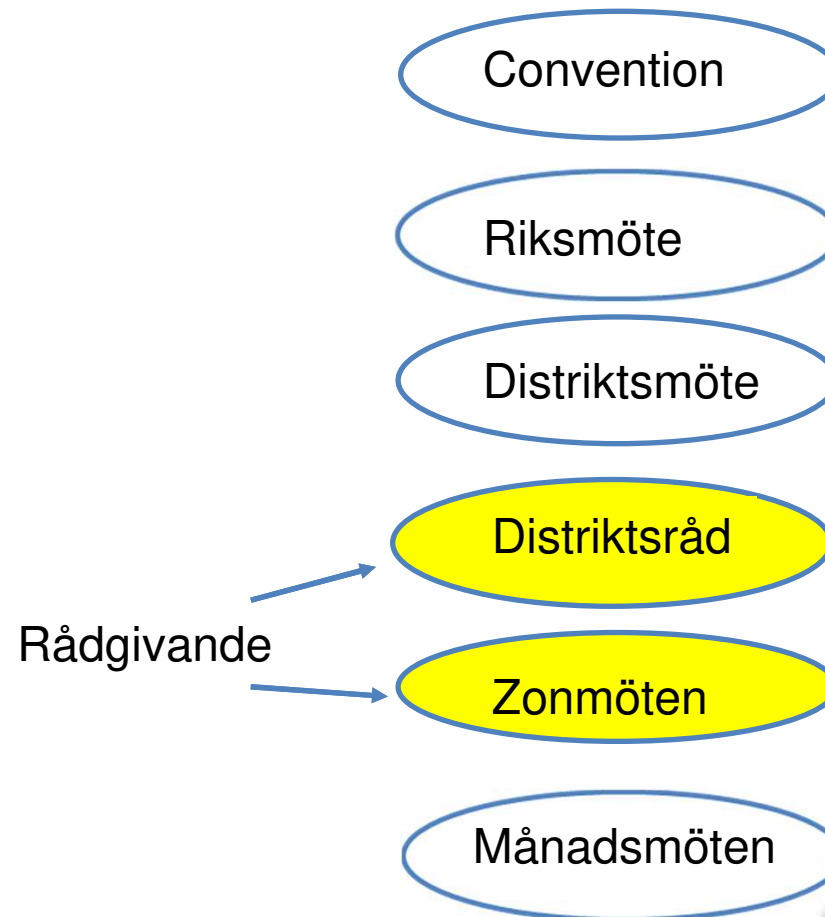 Convention
Riksmöte
Distriktsmöte
Distriktsråd
Rådgivande
Zonmöten
Månadsmöten